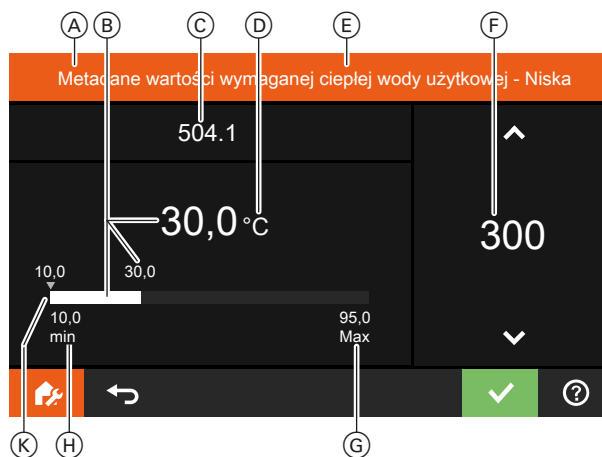 A B C D E F
Metadane wartości wymaganej ciepłej wody użytkowej - Niska
504.1
30,0 °C
300
10,0 30,0
10,0 95,0
min Max
?
K H G